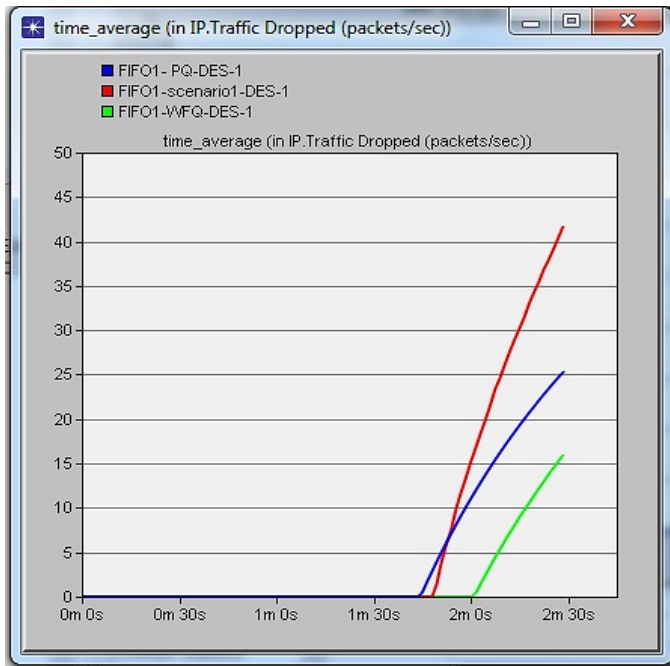 time_average (in IP.Traffic Dropped (packets/sec))
FIFO1- PQ-DES-1
FIFO1-scenario1-DES-1
FIFO1-WFQ-DES-1
time_average (in IP.Traffic Dropped (packets/sec))
50
45
40
35
30
25
20
15
10
5
0
0m 0s 0m 30s 1m 0s 1m 30s 2m 0s 2m 30s